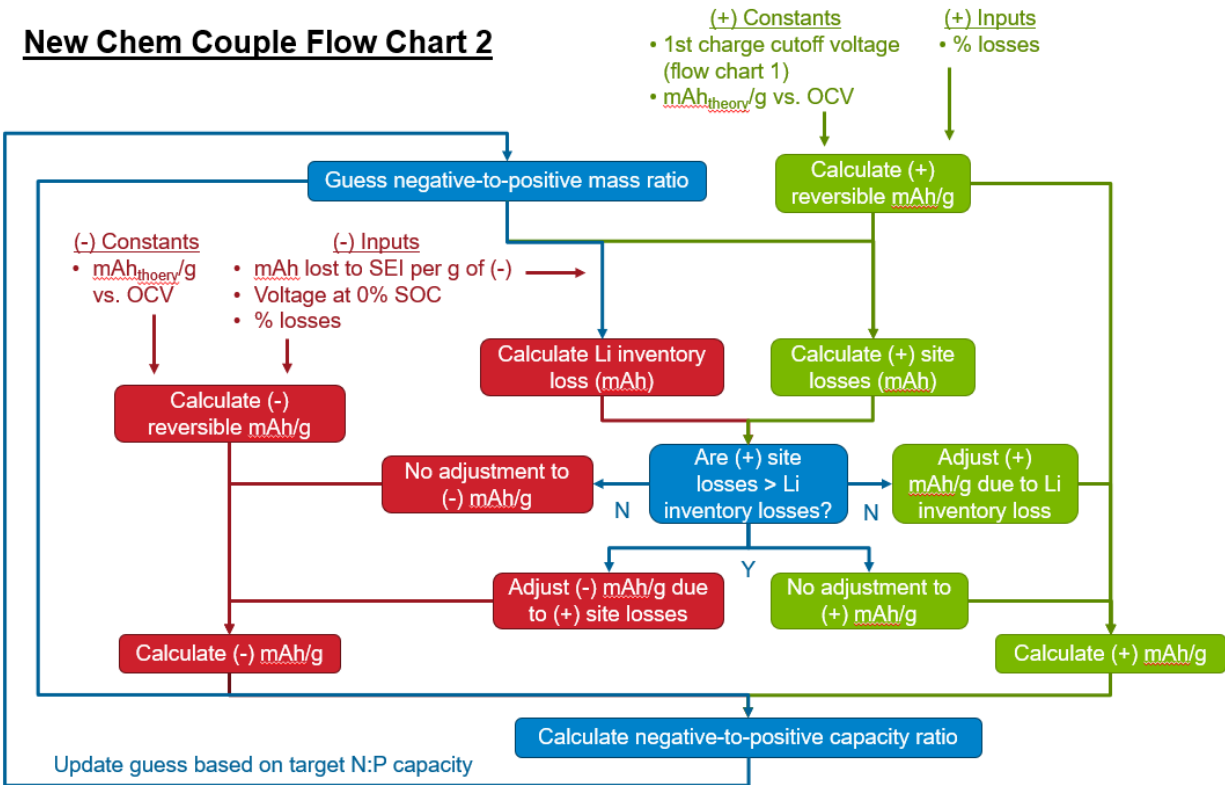 New Chem Couple Flow Chart 2
(+) Constants
• 1st charge cutoff voltage
(flow chart 1)
• mAhtheory/g vs. OCV
(+) Inputs
• % losses
Guess negative-to-positive mass ratio
Calculate (+)
reversible mAh/g
(-) Constants
• mAhthoery/g
vs. OCV
(-) Inputs
• mAh lost to SEI per g of (-)
• Voltage at 0% SOC
• % losses
Calculate Li inventory
loss (mAh)
Calculate (+) site
losses (mAh)
Calculate (-)
reversible mAh/g
No adjustment to
(-) mAh/g
N
Are (+) site
losses > Li
inventory losses?
N
Adjust (+)
mAh/g due to Li
inventory loss
Y
Adjust (-) mAh/g due
to (+) site losses
No adjustment to
(+) mAh/g
Calculate (-) mAh/g
Calculate (+) mAh/g
Calculate negative-to-positive capacity ratio
Update guess based on target N:P capacity